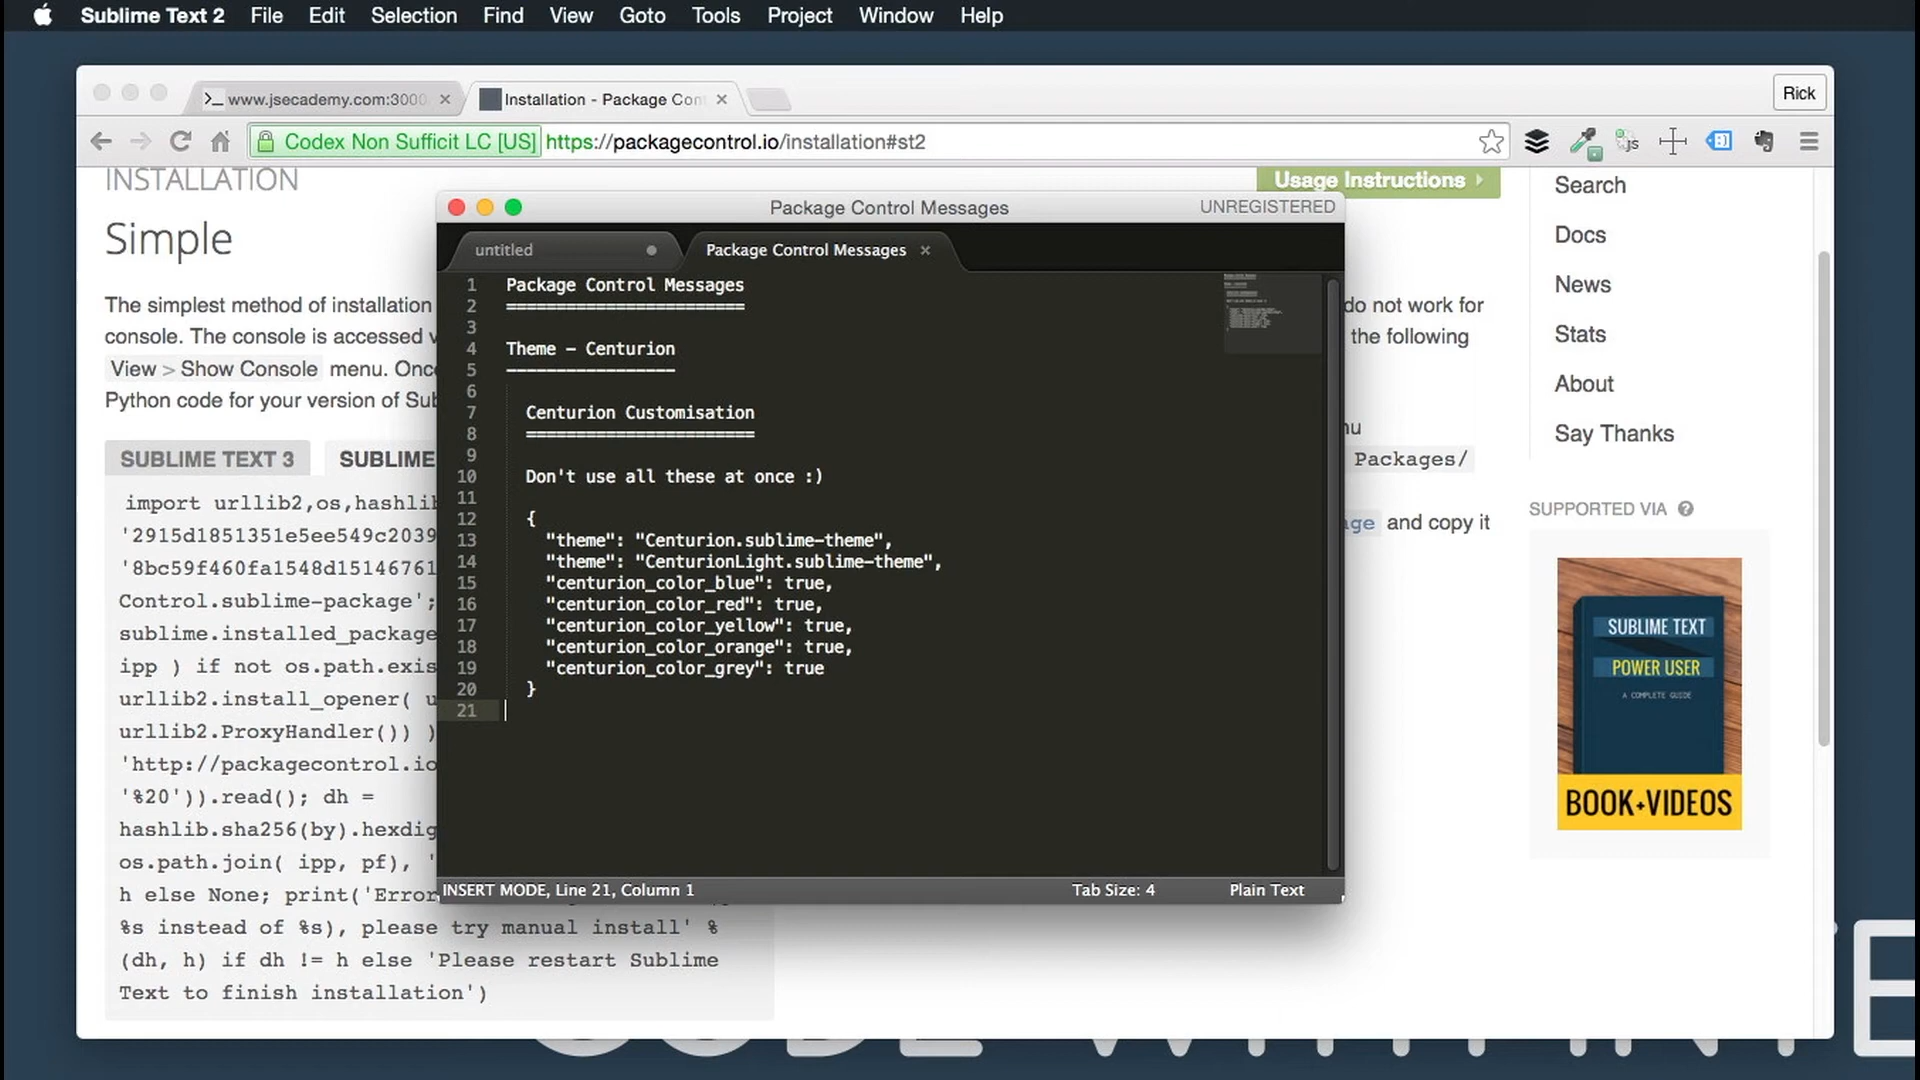 Sublime Text 2 File Edit Selection Find View Goto Tools Project Window Help
www.jsecademy.com:3000
Installation - Package Con
Rick
Codex Non Sufficit LC [US] https://packagecontrol.io/installation#st2
INSTALLATION
Simple
The simplest method of installation
console. The console is accessed v
View > Show Console menu. Onc
Python code for your version of Sub
SUBLIME TEXT 3 SUBLIME
import urllib2,os,hashlib
'2915d1851351e5ee549c2039
'8bc59f460fa1548d15146761
Control.sublime-package';
sublime.installed_package
ipp ) if not os.path.exis
urllib2.install_opener( u
urllib2.ProxyHandler()) )
'http://packagecontrol.io
'%20')).read(); dh =
hashlib.sha256(by).hexdig
os.path.join( ipp, pf), '
h else None; print('Error
%s instead of %s), please try manual install' %
(dh, h) if dh != h else 'Please restart Sublime
Text to finish installation')
Package Control Messages
UNREGISTERED
untitled
Package Control Messages
1 Package Control Messages
2 ========================
3
4 Theme - Centurion
5 -----------------
6
7 Centurion Customisation
8 =======================
9
10 Don't use all these at once :)
11
12 {
13 "theme": "Centurion.sublime-theme",
14 "theme": "CenturionLight.sublime-theme",
15 "centurion_color_blue": true,
16 "centurion_color_red": true,
17 "centurion_color_yellow": true,
18 "centurion_color_orange": true,
19 "centurion_color_grey": true
20 }
21
INSERT MODE, Line 21, Column 1 Tab Size: 4 Plain Text
Usage Instructions
do not work for
the following
nu
Packages/
age and copy it
Search
Docs
News
Stats
About
Say Thanks
SUPPORTED VIA ?
SUBLIME TEXT
POWER USER
A COMPLETE GUIDE
BOOK+VIDEOS